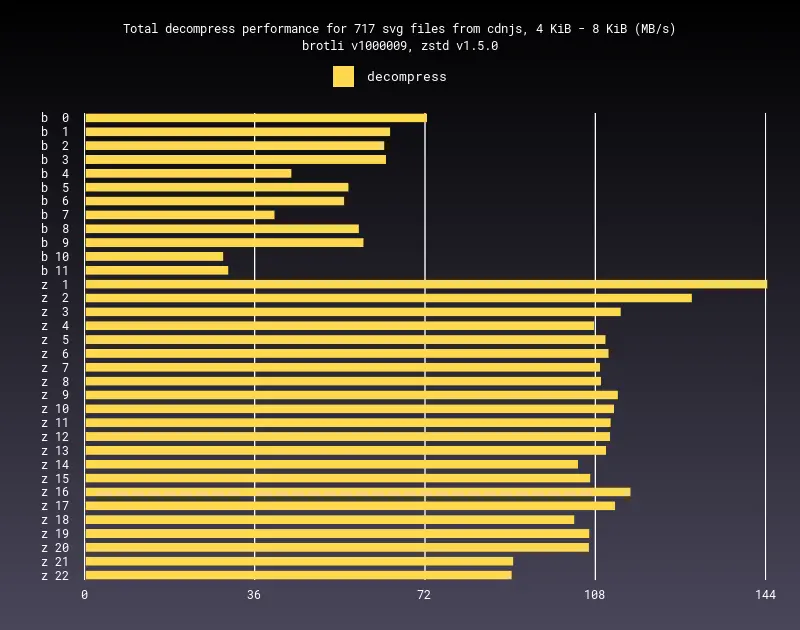 Total decompress performance for 717 svg files from cdnjs, 4 KiB - 8 KiB (MB/s)
brotli v1000009, zstd v1.5.0
decompress
b  0
b  1
b  2
b  3
b  4
b  5
b  6
b  7
b  8
b  9
b 10
b 11
z  1
z  2
z  3
z  4
z  5
z  6
z  7
z  8
z  9
z 10
z 11
z 12
z 13
z 14
z 15
z 16
z 17
z 18
z 19
z 20
z 21
z 22
0 36 72 108 144